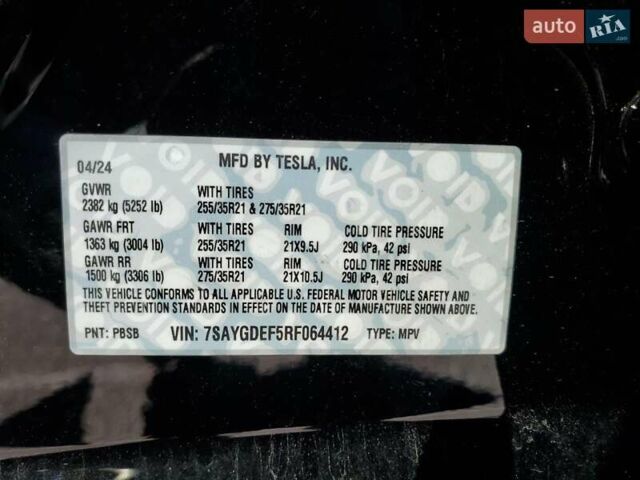 auto RIA .com
04/24 MFD BY TESLA, INC.
GVWR WITH TIRES
2382 kg (5252 lb) 255/35R21 & 275/35R21
GAWR FRT WITH TIRES RIM COLD TIRE PRESSURE
1363 kg (3004 lb) 255/35R21 21X9.5J 290 kPa, 42 psi
GAWR RR WITH TIRES RIM COLD TIRE PRESSURE
1500 kg (3306 lb) 275/35R21 21X10.5J 290 kPa, 42 psi
THIS VEHICLE CONFORMS TO ALL APPLICABLE U.S. FEDERAL MOTOR VEHICLE SAFETY AND
THEFT PREVENTION STANDARDS IN EFFECT ON THE DATE OF MANUFACTURE SHOWN ABOVE.
PNT: PBSB VIN: 7SAYGDEF5RF064412 TYPE: MPV
VOID VOID VOID VOID